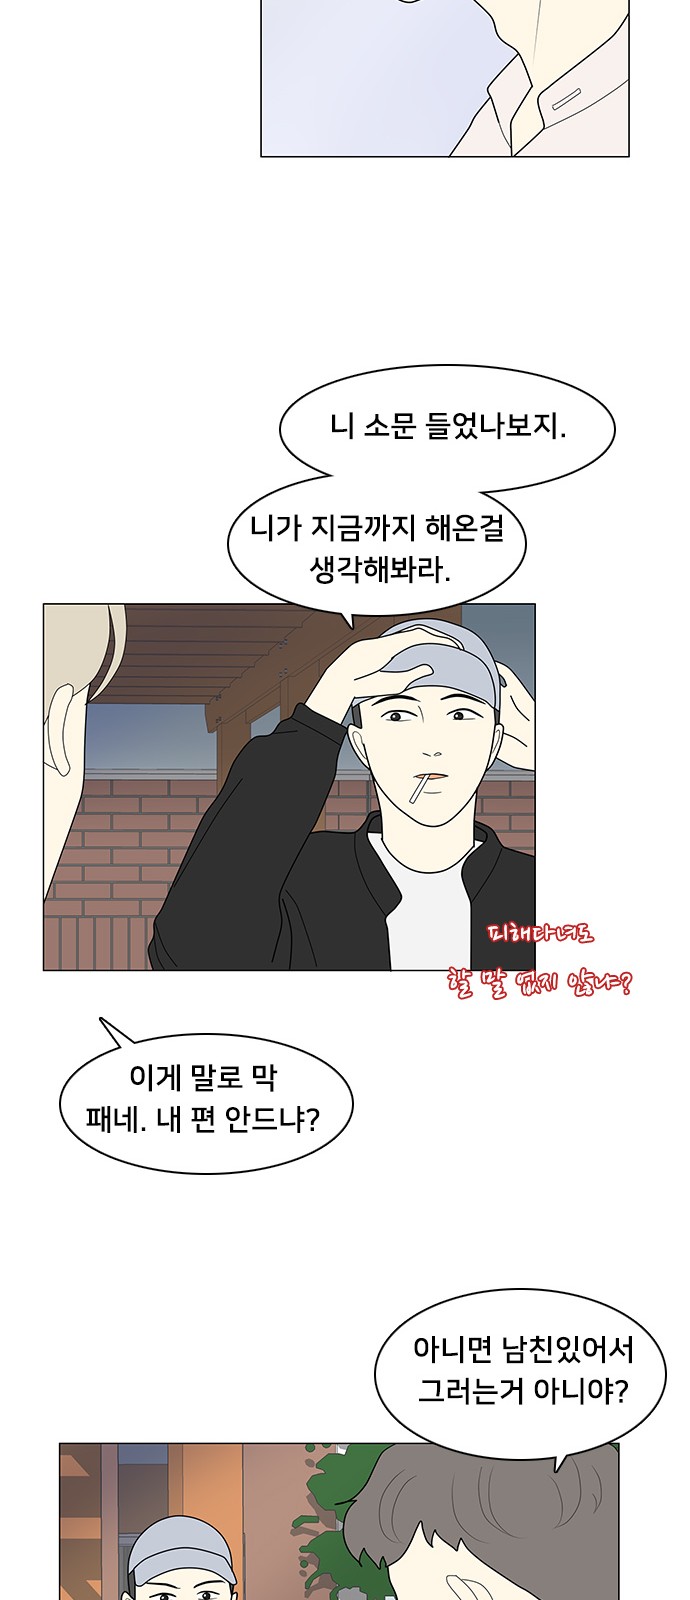 니 소문 들었나보지.
니가 지금까지 해온걸
생각해봐라.
피해다녀도
할 말 없지 않냐?
이게 말로 막
패네. 내 편 안드냐?
아니면 남친있어서
그러는거 아니야?